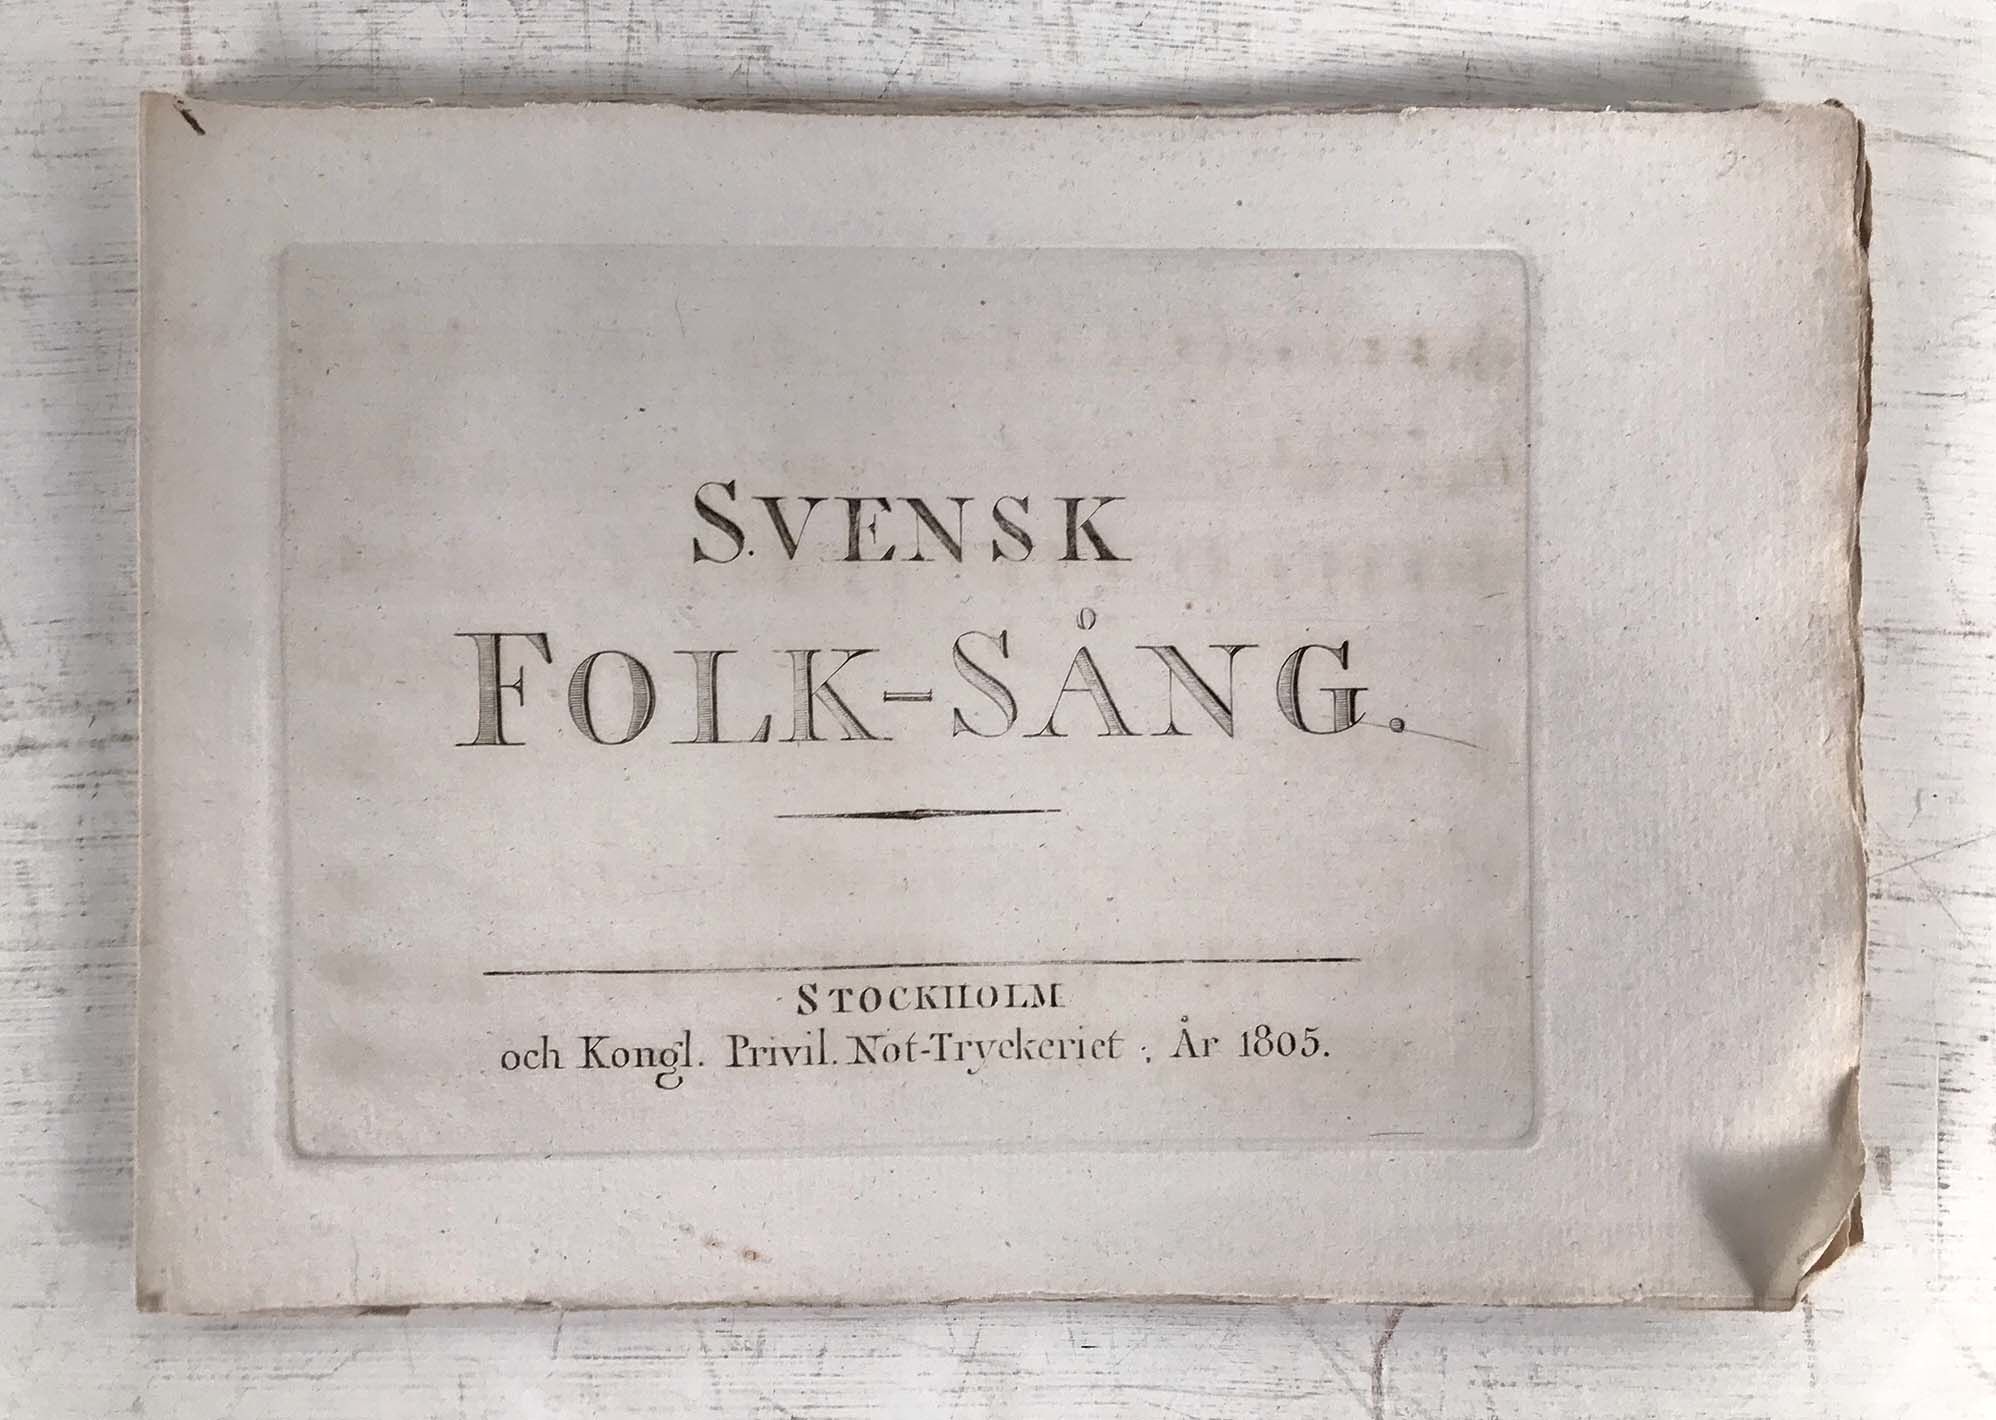 SVENSK
FOLK-SÅNG.
STOCKHOLM
och Kongl. Privil. Not-Tryckeriet; År 1805.